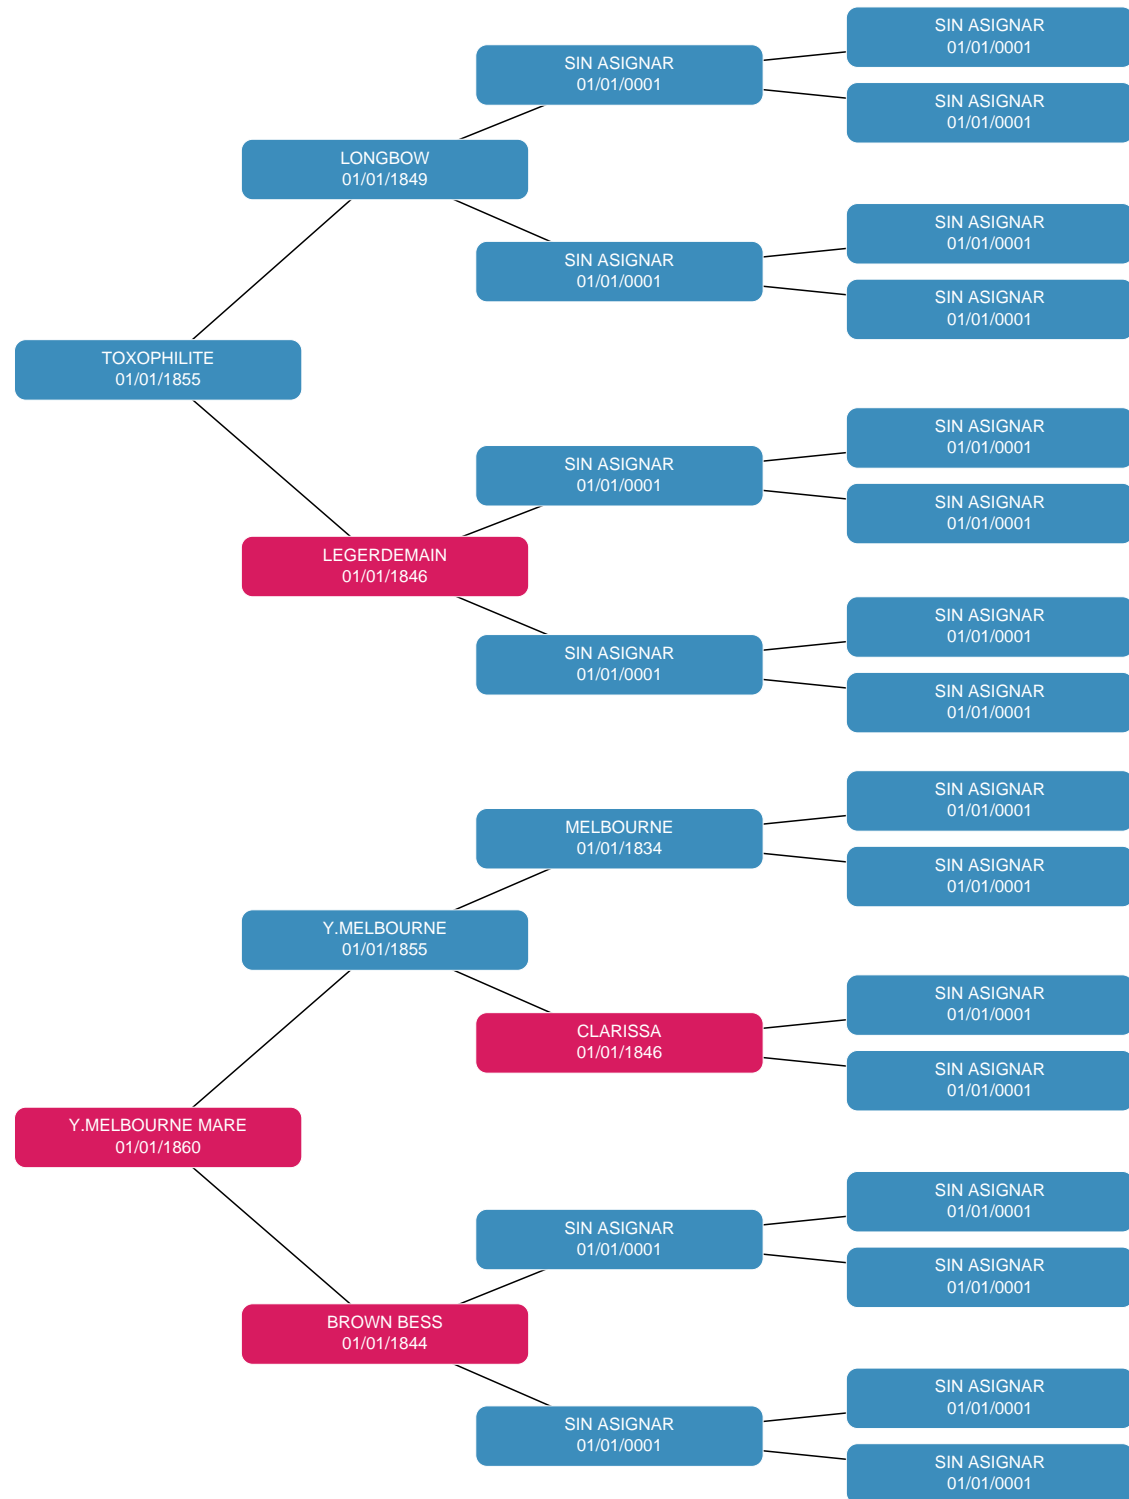 SIN ASIGNAR
01/01/0001
SIN ASIGNAR
01/01/0001
SIN ASIGNAR
01/01/0001
LONGBOW
01/01/1849
SIN ASIGNAR
01/01/0001
SIN ASIGNAR
01/01/0001
SIN ASIGNAR
01/01/0001
TOXOPHILITE
01/01/1855
SIN ASIGNAR
01/01/0001
SIN ASIGNAR
01/01/0001
SIN ASIGNAR
01/01/0001
LEGERDEMAIN
01/01/1846
SIN ASIGNAR
01/01/0001
SIN ASIGNAR
01/01/0001
SIN ASIGNAR
01/01/0001
SIN ASIGNAR
01/01/0001
MELBOURNE
01/01/1834
SIN ASIGNAR
01/01/0001
Y.MELBOURNE
01/01/1855
SIN ASIGNAR
01/01/0001
CLARISSA
01/01/1846
SIN ASIGNAR
01/01/0001
Y.MELBOURNE MARE
01/01/1860
SIN ASIGNAR
01/01/0001
SIN ASIGNAR
01/01/0001
SIN ASIGNAR
01/01/0001
BROWN BESS
01/01/1844
SIN ASIGNAR
01/01/0001
SIN ASIGNAR
01/01/0001
SIN ASIGNAR
01/01/0001